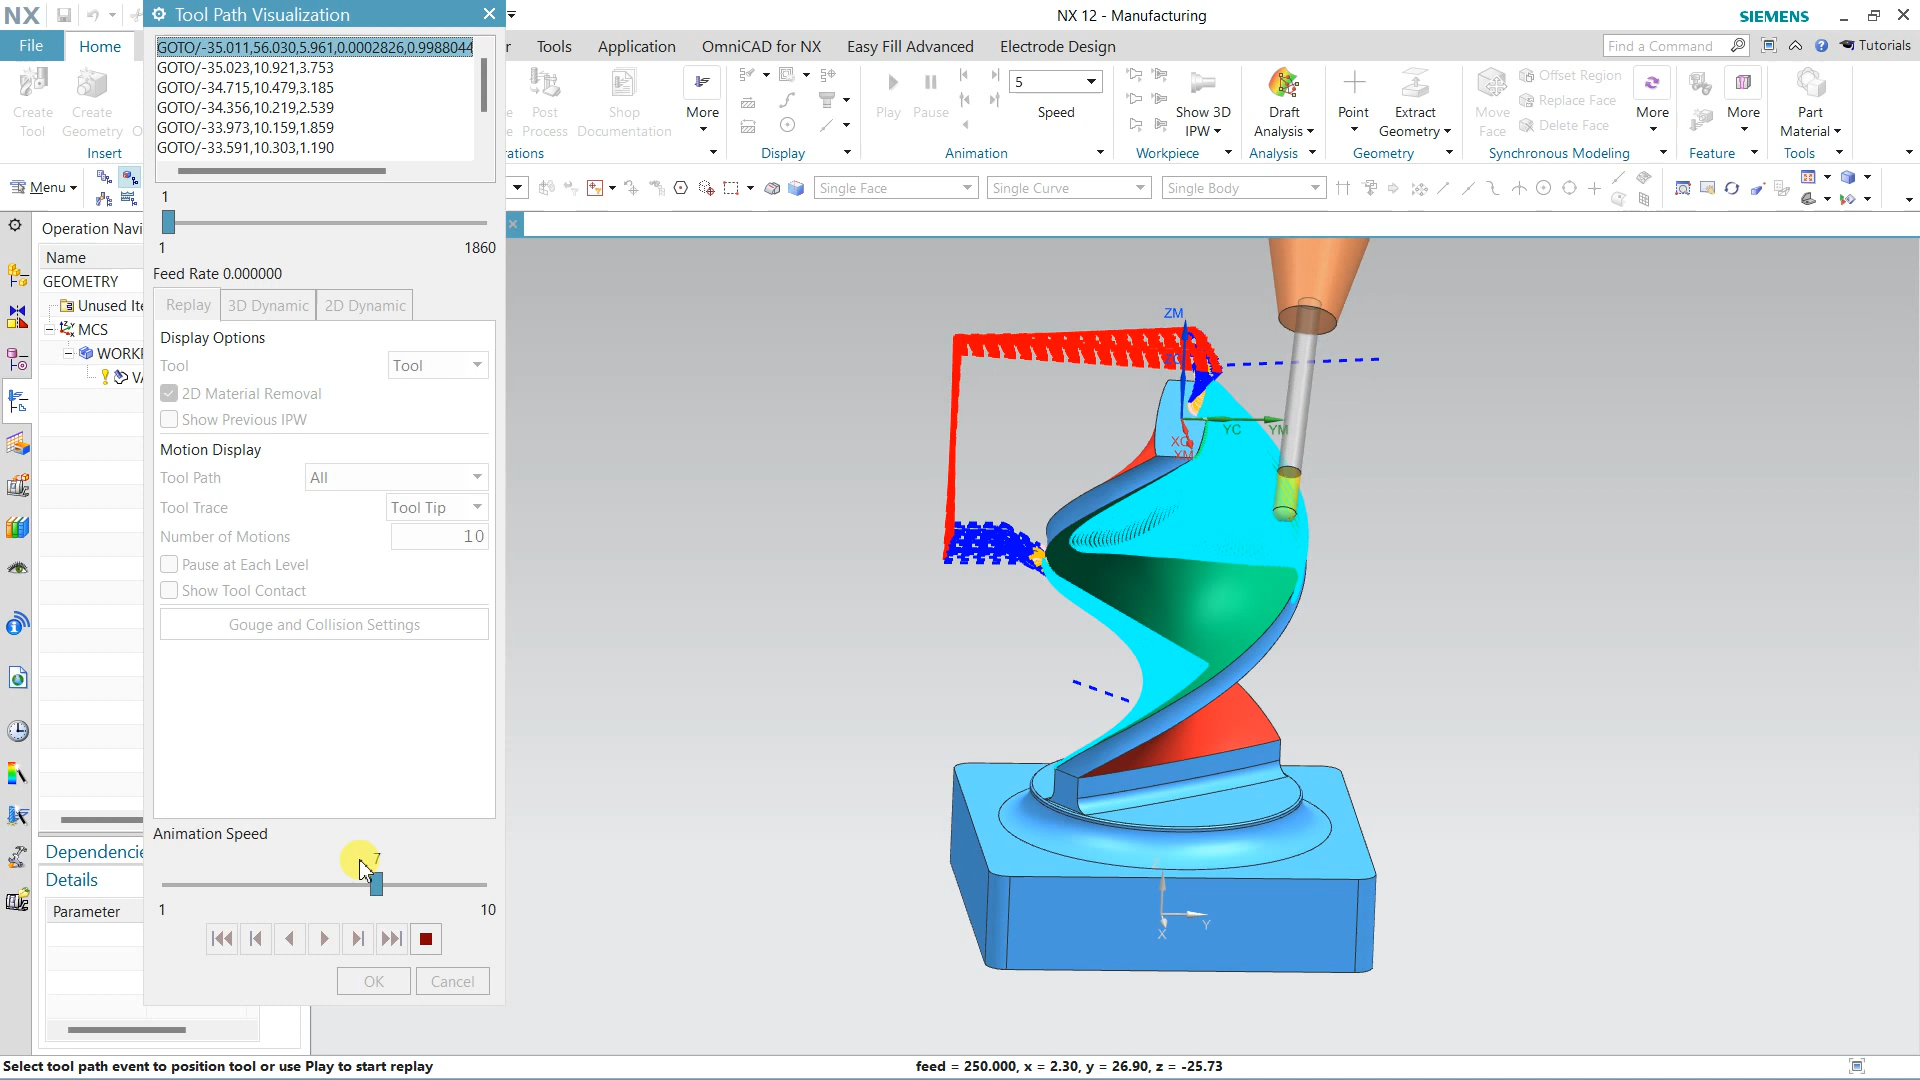 NX
Tool Path Visualization
NX 12 - Manufacturing
SIEMENS
File
Home
Tools
Application
OmniCAD for NX
Easy Fill Advanced
Electrode Design
Find a Command
Tutorials
GOTO/-35.011,56.030,5.961,0.0002826,0.9988044
GOTO/-35.023,10.921,3.753
GOTO/-34.715,10.479,3.185
GOTO/-34.356,10.219,2.539
GOTO/-33.973,10.159,1.859
GOTO/-33.591,10.303,1.190
Create Tool
Create Geometry
Insert
Post Process
Shop Documentation
More
Display
Play
Pause
5
Speed
Animation
Show 3D IPW
Workpiece
Draft Analysis
Analysis
Point
Extract Geometry
Geometry
Move Face
Offset Region
Replace Face
Delete Face
More
Synchronous Modeling
More
Feature
Part Material
Tools
Menu
Single Face
Single Curve
Single Body
1
1
1860
Feed Rate 0.000000
Operation Navi
Name
GEOMETRY
Unused Ite
MCS
WORK
Replay
3D Dynamic
2D Dynamic
Display Options
Tool
Tool
2D Material Removal
Show Previous IPW
Motion Display
Tool Path
All
Tool Trace
Tool Tip
Number of Motions
10
Pause at Each Level
Show Tool Contact
Gouge and Collision Settings
Animation Speed
7
1
10
OK
Cancel
Dependencie
Details
Parameter
ZM
YC
YM
XC
XM
Z
X
Y
Select tool path event to position tool or use Play to start replay
feed = 250.000, x = 2.30, y = 26.90, z = -25.73